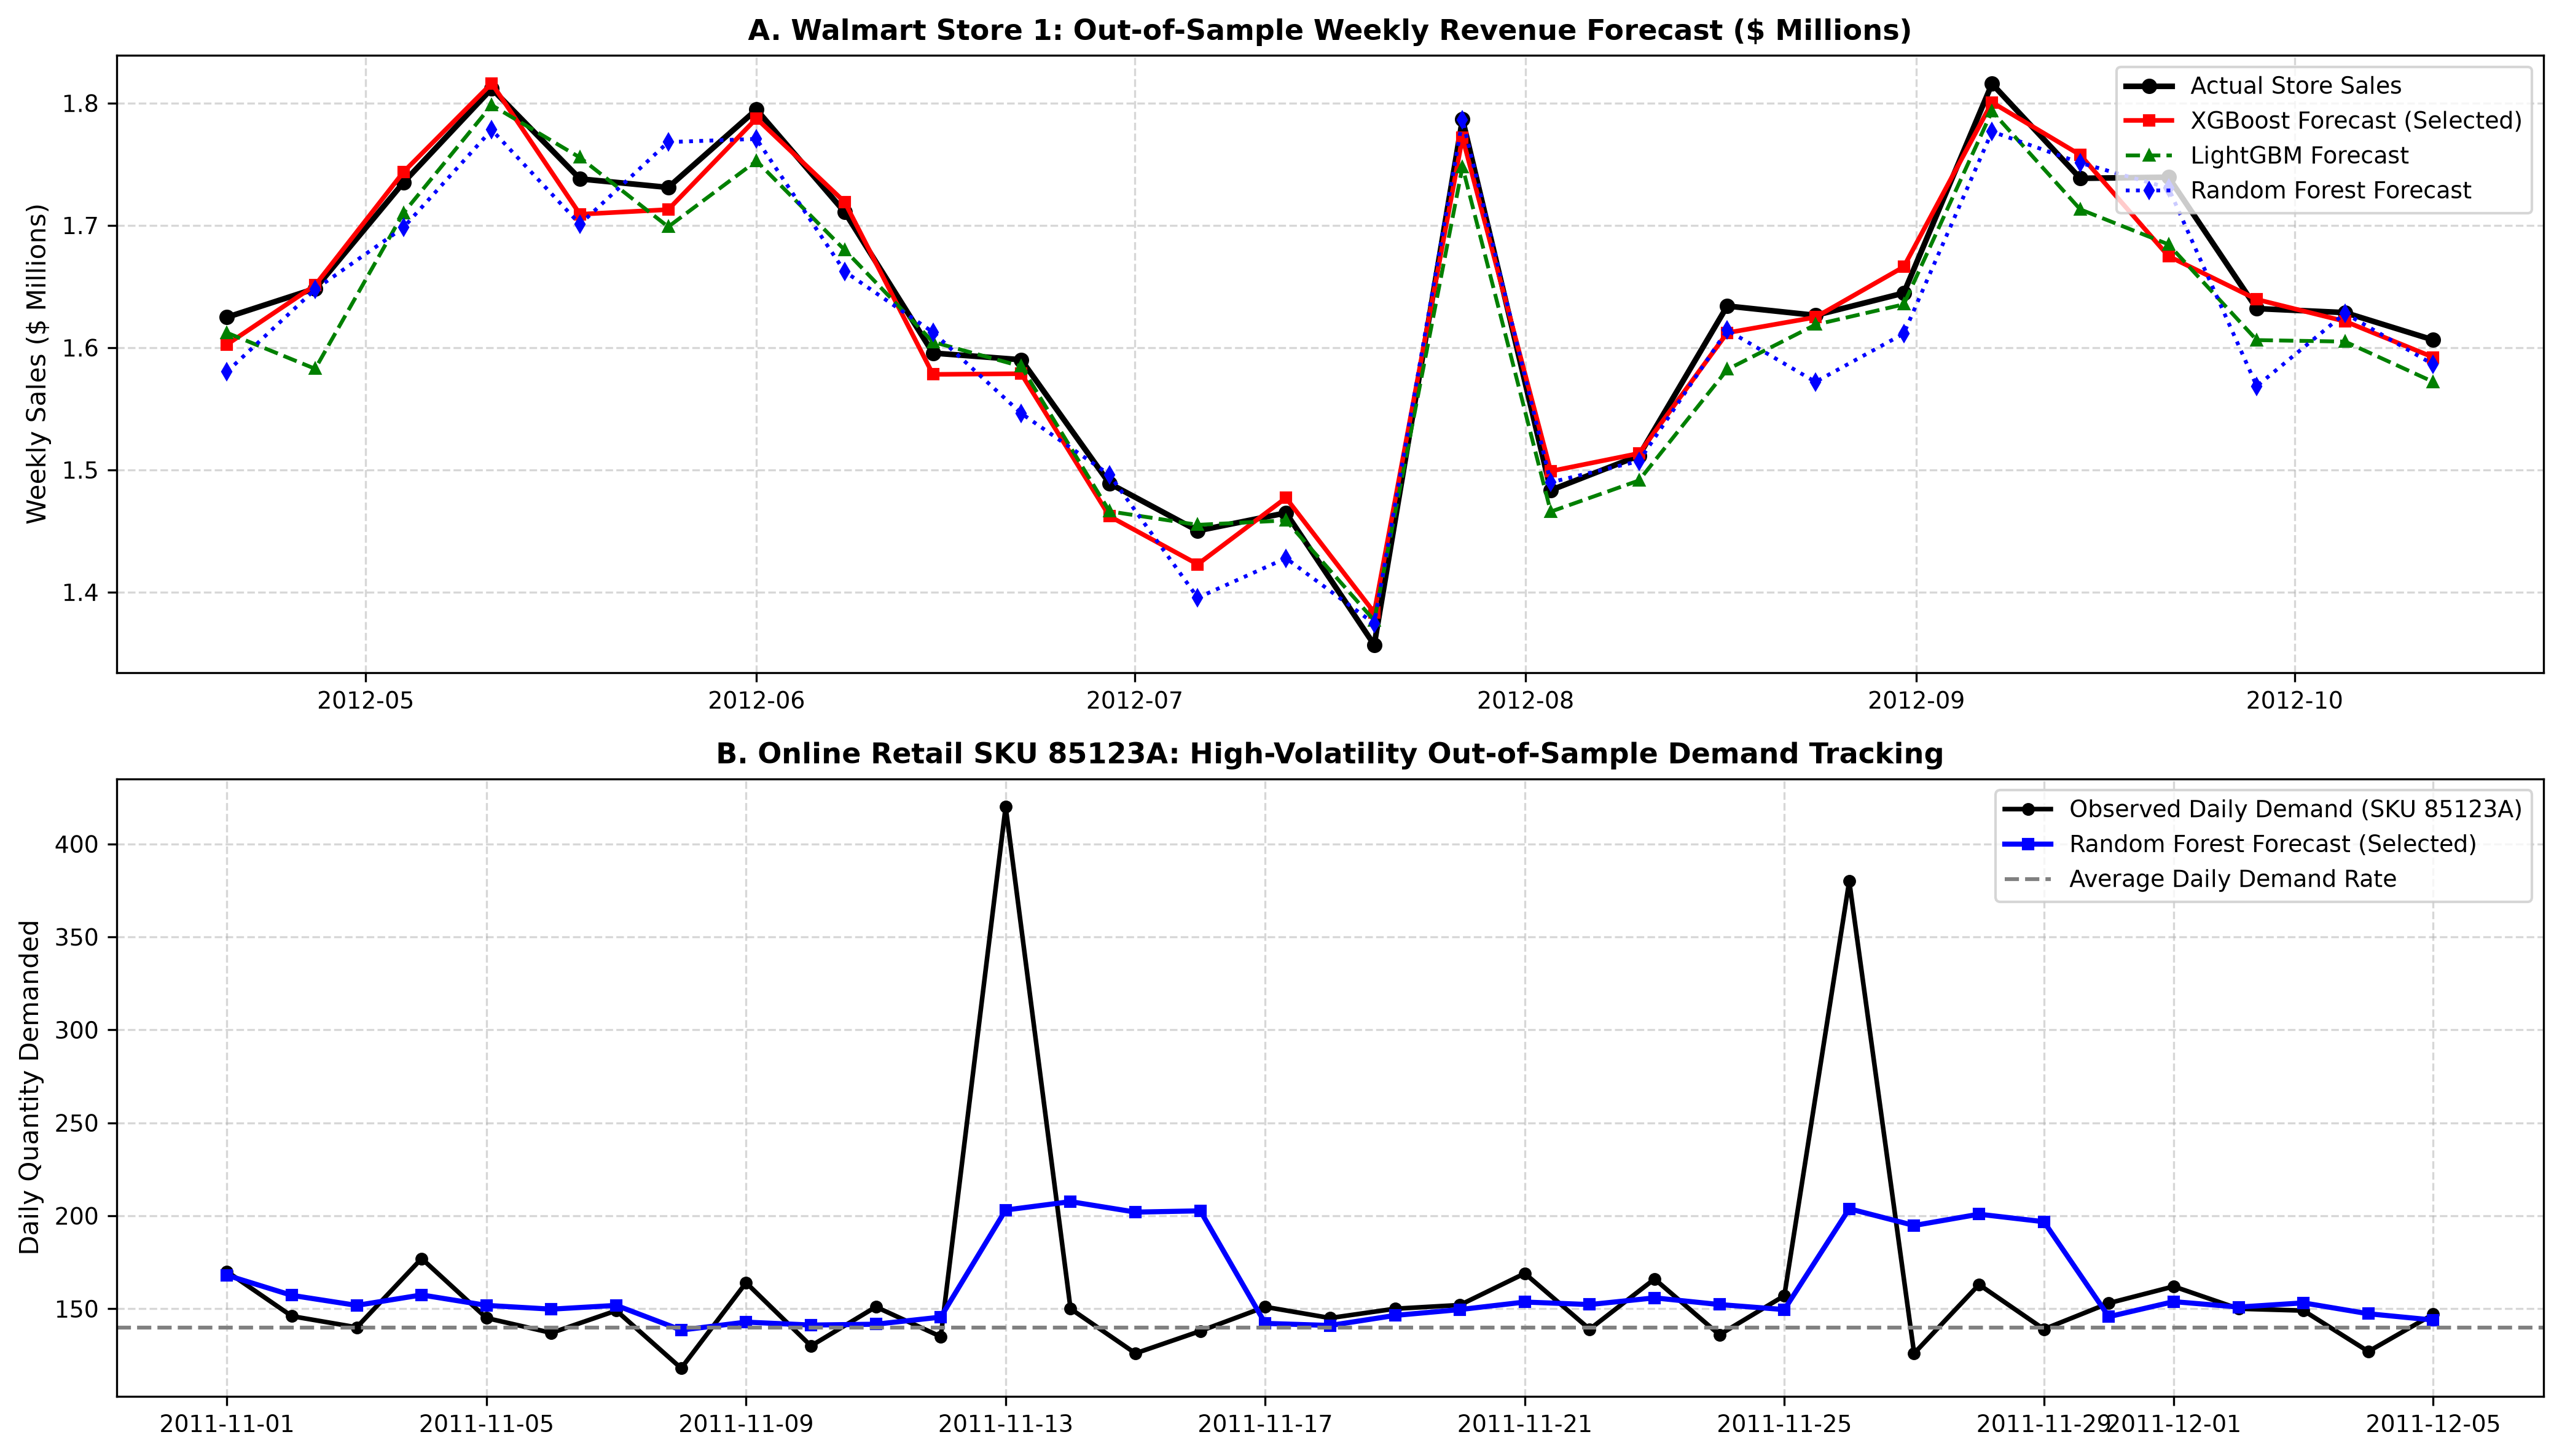 A. Walmart Store 1: Out-of-Sample Weekly Revenue Forecast ($ Millions)
Weekly Sales ($ Millions)
1.8
1.7
1.6
1.5
1.4
Actual Store Sales
XGBoost Forecast (Selected)
LightGBM Forecast
Random Forest Forecast
2012-05 2012-06 2012-07 2012-08 2012-09 2012-10
B. Online Retail SKU 85123A: High-Volatility Out-of-Sample Demand Tracking
Daily Quantity Demanded
400
350
300
250
200
150
Observed Daily Demand (SKU 85123A)
Random Forest Forecast (Selected)
Average Daily Demand Rate
2011-11-01 2011-11-05 2011-11-09 2011-11-13 2011-11-17 2011-11-21 2011-11-25 2011-11-29 2011-12-01 2011-12-05